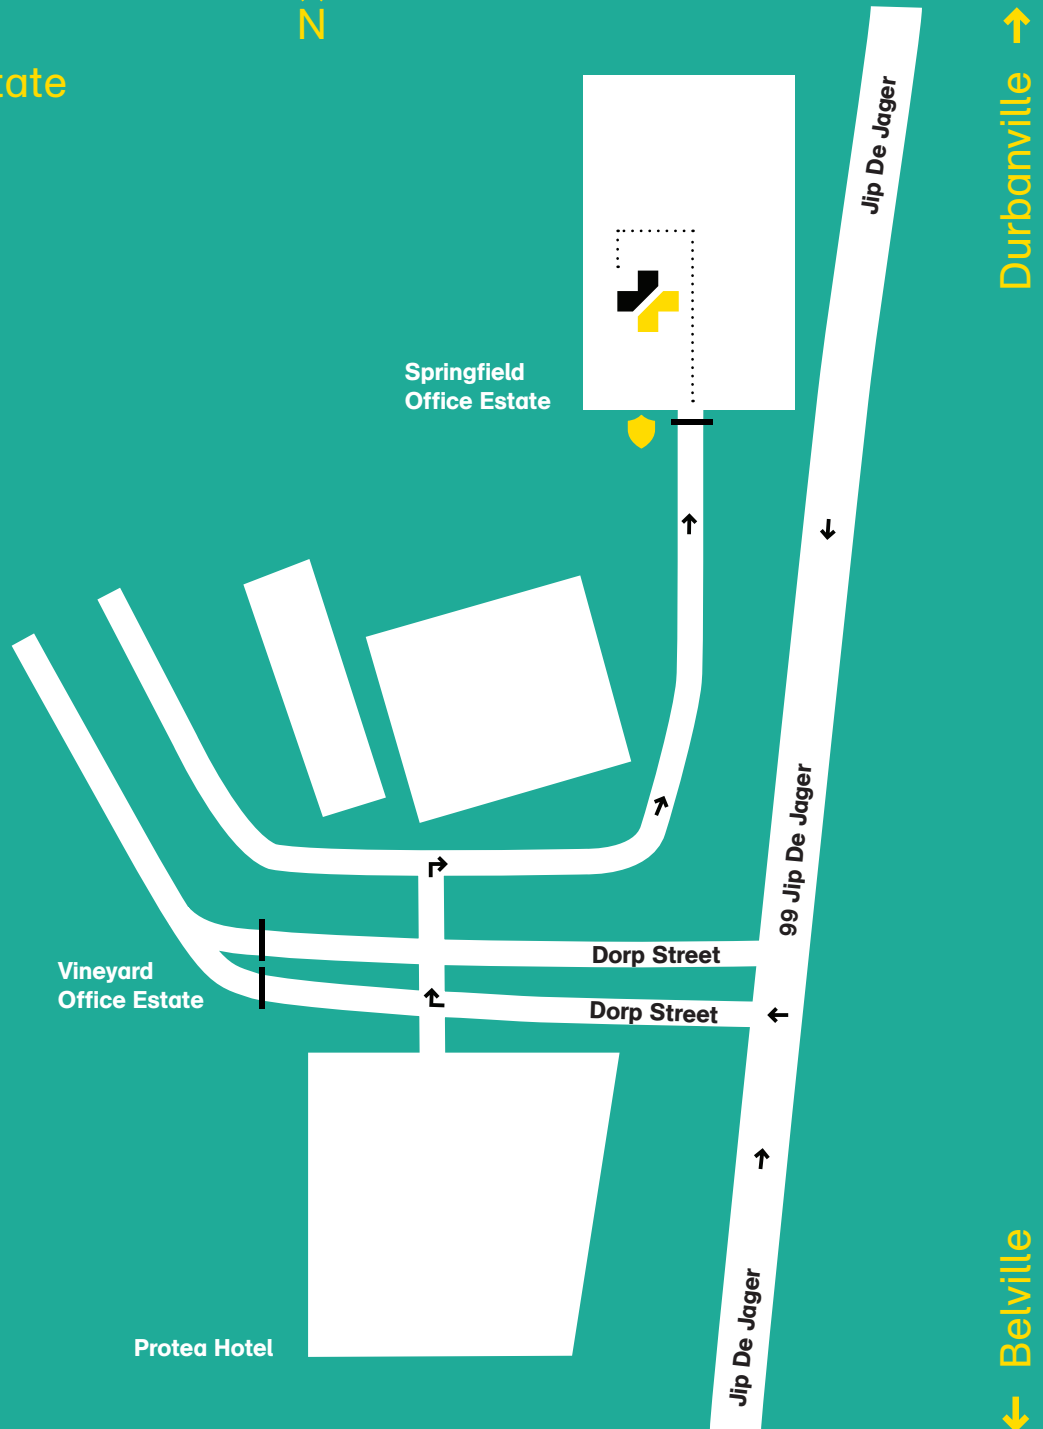 N
tate
Durbanville
Jip De Jager
Springfield
Office Estate
99 Jip De Jager
Dorp Street
Vineyard
Office Estate
Dorp Street
Belville
Jip De Jager
Protea Hotel